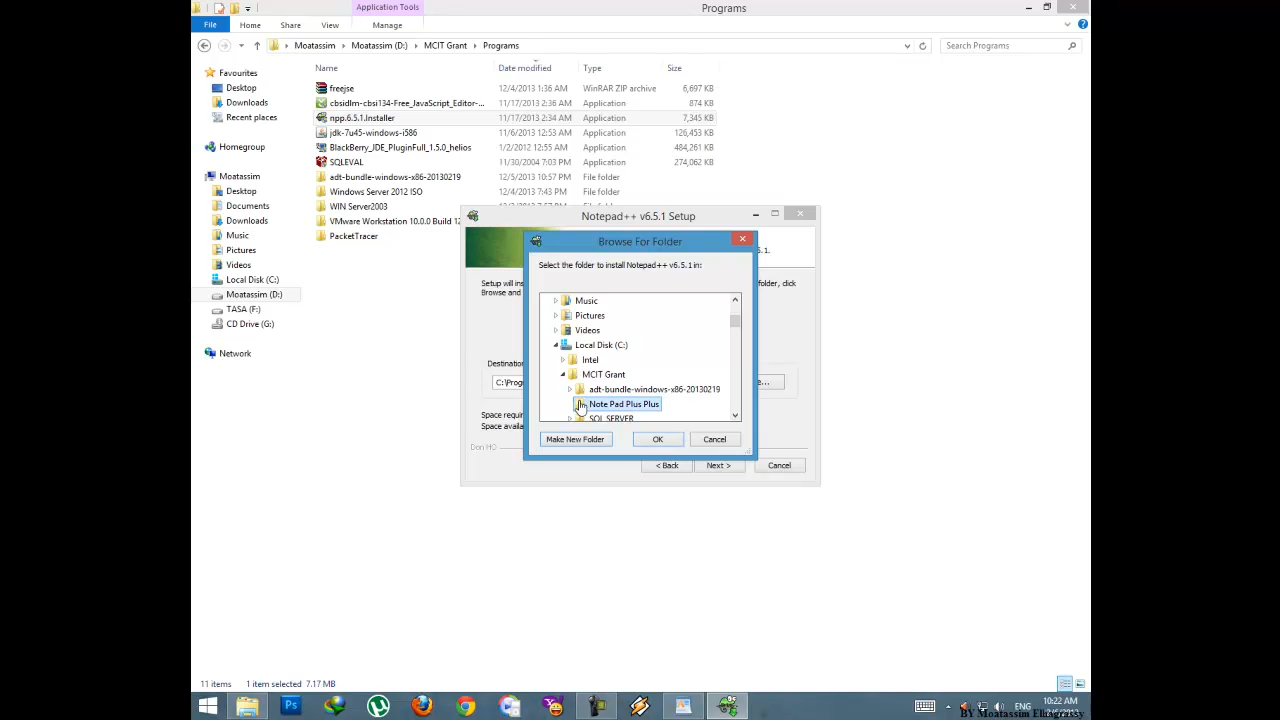 Application Tools
Programs
File Home Share View Manage
Moatassim Moatassim (D:) MCIT Grant Programs
Search Programs
Name Date modified Type Size
Favourites
Desktop
Downloads
Recent places
Homegroup
Moatassim
Desktop
Documents
Downloads
Music
Pictures
Videos
Local Disk (C:)
Moatassim (D:)
TASA (F:)
CD Drive (G:)
Network
freejse 12/4/2013 1:36 AM WinRAR ZIP archive 6,697 KB
cbsidlm-cbsi134-Free_JavaScript_Editor-... 11/17/2013 2:36 AM Application 874 KB
npp.6.5.1.Installer 11/17/2013 2:34 AM Application 7,345 KB
jdk-7u45-windows-i586 11/6/2013 12:53 AM Application 126,453 KB
BlackBerry_JDE_PluginFull_1.5.0_helios 1/2/2012 12:55 AM Application 484,261 KB
SQLEVAL 11/30/2004 7:03 PM Application 274,062 KB
adt-bundle-windows-x86-20130219 12/5/2013 10:57 PM File folder
Windows Server 2012 ISO 12/4/2013 7:43 PM File folder
WIN Server2003
VMware Workstation 10.0.0 Build 12
PacketTracer
Notepad++ v6.5.1 Setup
.1.
Setup will ins
folder, click
Browse and
Destination
C:\Prog
e...
Space requir
Space availa
Don HO
< Back Next > Cancel
Browse For Folder
Select the folder to install Notepad++ v6.5.1 in:
Music
Pictures
Videos
Local Disk (C:)
Intel
MCIT Grant
adt-bundle-windows-x86-20130219
Note Pad Plus Plus
SQL SERVER
Make New Folder OK Cancel
11 items 1 item selected 7.17 MB
ENG
10:22 AM
BY Moatassim